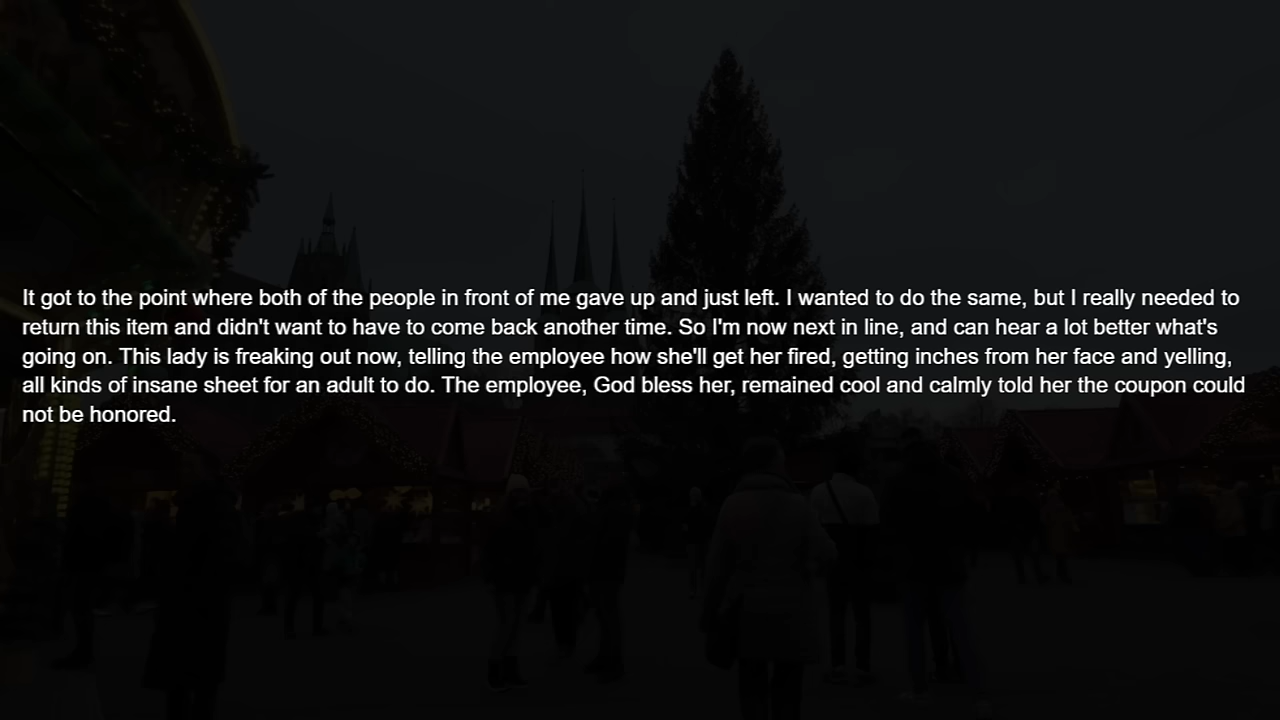 It got to the point where both of the people in front of me gave up and just left. I wanted to do the same, but I really needed to
return this item and didn't want to have to come back another time. So I'm now next in line, and can hear a lot better what's
going on. This lady is freaking out now, telling the employee how she'll get her fired, getting inches from her face and yelling,
all kinds of insane sheet for an adult to do. The employee, God bless her, remained cool and calmly told her the coupon could
not be honored.